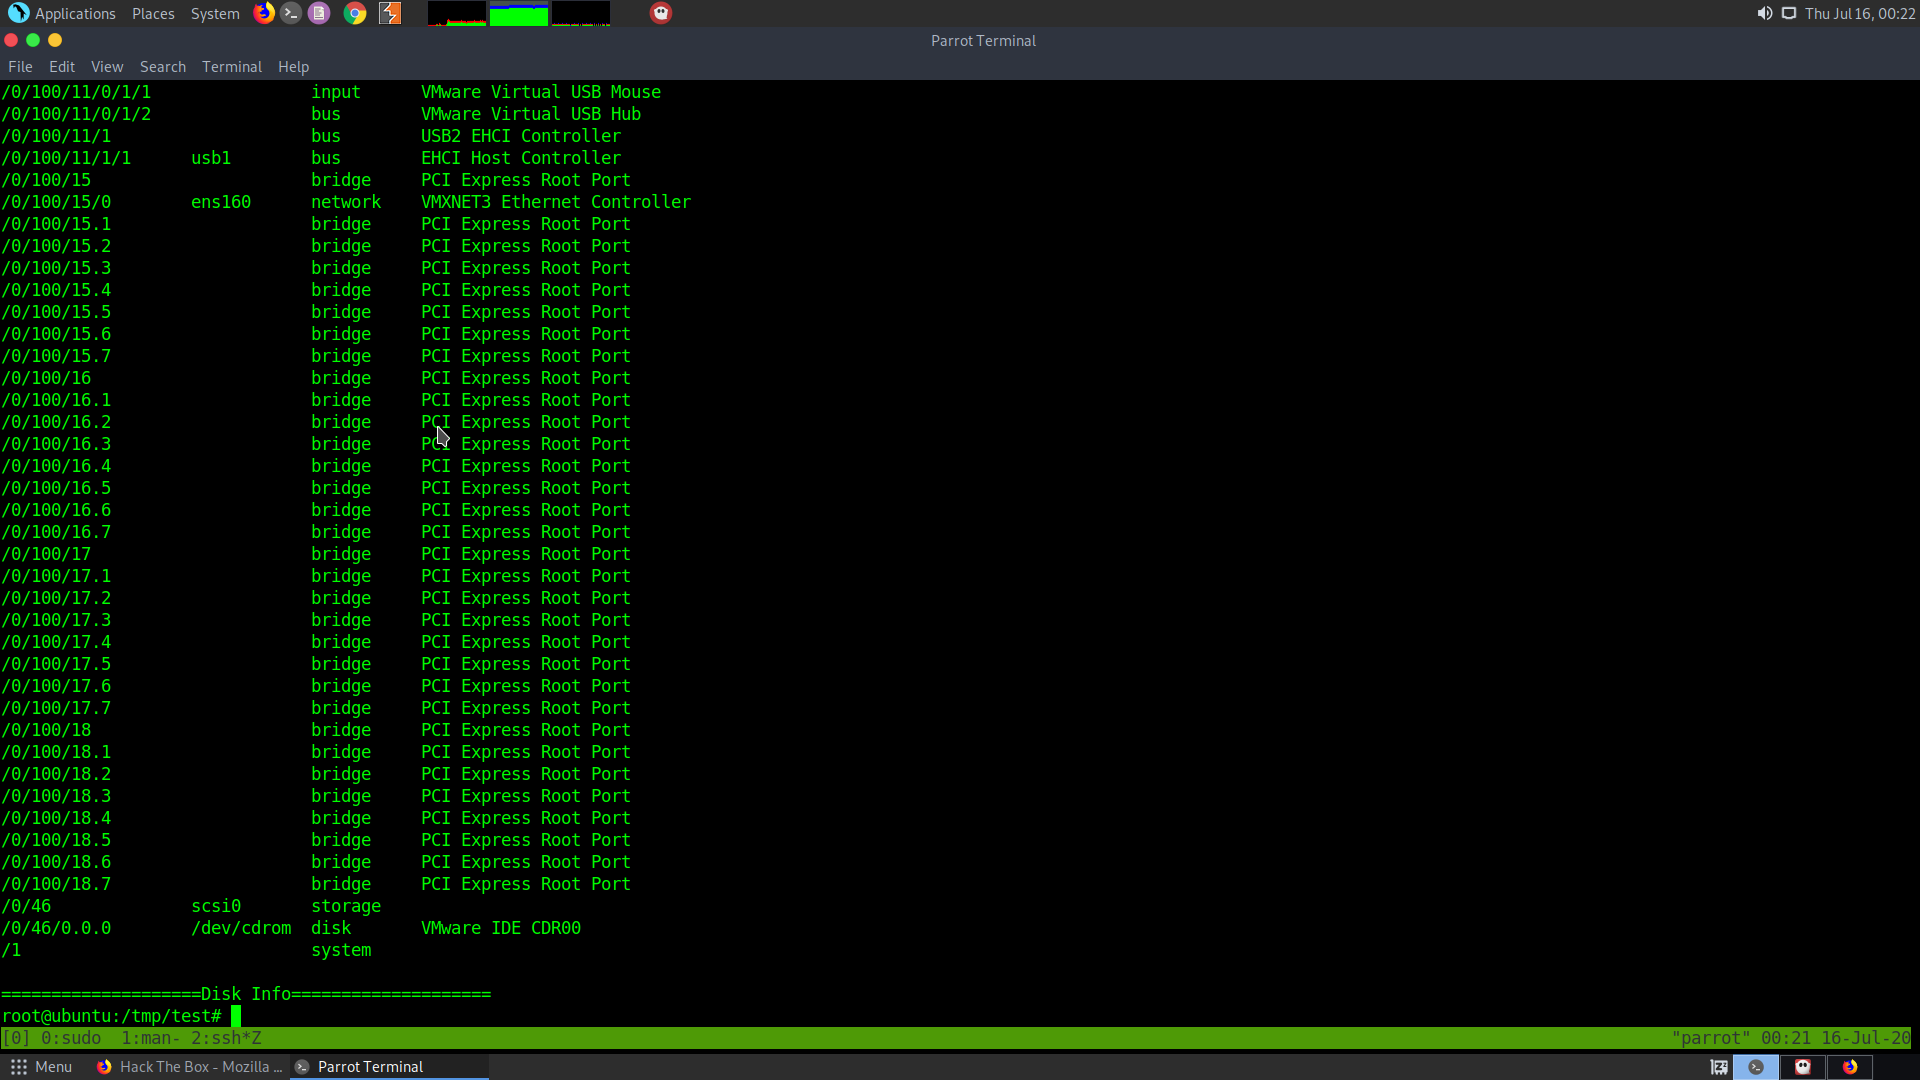 Applications Places System Thu Jul 16, 00:22
Parrot Terminal
File Edit View Search Terminal Help
/0/100/11/0/1/1 input VMware Virtual USB Mouse
/0/100/11/0/1/2 bus VMware Virtual USB Hub
/0/100/11/1 bus USB2 EHCI Controller
/0/100/11/1/1 usb1 bus EHCI Host Controller
/0/100/15 bridge PCI Express Root Port
/0/100/15/0 ens160 network VMXNET3 Ethernet Controller
/0/100/15.1 bridge PCI Express Root Port
/0/100/15.2 bridge PCI Express Root Port
/0/100/15.3 bridge PCI Express Root Port
/0/100/15.4 bridge PCI Express Root Port
/0/100/15.5 bridge PCI Express Root Port
/0/100/15.6 bridge PCI Express Root Port
/0/100/15.7 bridge PCI Express Root Port
/0/100/16 bridge PCI Express Root Port
/0/100/16.1 bridge PCI Express Root Port
/0/100/16.2 bridge PCI Express Root Port
/0/100/16.3 bridge PCI Express Root Port
/0/100/16.4 bridge PCI Express Root Port
/0/100/16.5 bridge PCI Express Root Port
/0/100/16.6 bridge PCI Express Root Port
/0/100/16.7 bridge PCI Express Root Port
/0/100/17 bridge PCI Express Root Port
/0/100/17.1 bridge PCI Express Root Port
/0/100/17.2 bridge PCI Express Root Port
/0/100/17.3 bridge PCI Express Root Port
/0/100/17.4 bridge PCI Express Root Port
/0/100/17.5 bridge PCI Express Root Port
/0/100/17.6 bridge PCI Express Root Port
/0/100/17.7 bridge PCI Express Root Port
/0/100/18 bridge PCI Express Root Port
/0/100/18.1 bridge PCI Express Root Port
/0/100/18.2 bridge PCI Express Root Port
/0/100/18.3 bridge PCI Express Root Port
/0/100/18.4 bridge PCI Express Root Port
/0/100/18.5 bridge PCI Express Root Port
/0/100/18.6 bridge PCI Express Root Port
/0/100/18.7 bridge PCI Express Root Port
/0/46 scsi0 storage
/0/46/0.0.0 /dev/cdrom disk VMware IDE CDR00
/1 system
====================Disk Info====================
root@ubuntu:/tmp/test#
[0] 0:sudo 1:man- 2:ssh*Z "parrot" 00:21 16-Jul-20
Menu Hack The Box - Mozilla ... Parrot Terminal